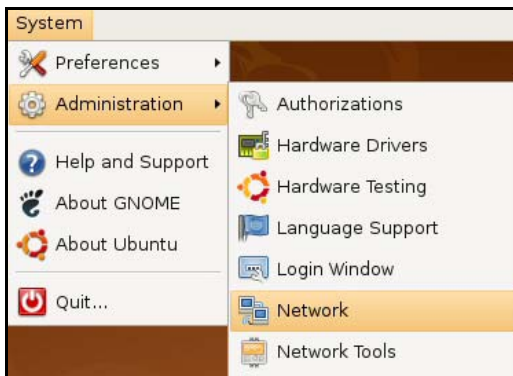 System
Preferences
Administration
Help and Support
About GNOME
About Ubuntu
Quit...
Authorizations
Hardware Drivers
Hardware Testing
Language Support
Login Window
Network
Network Tools